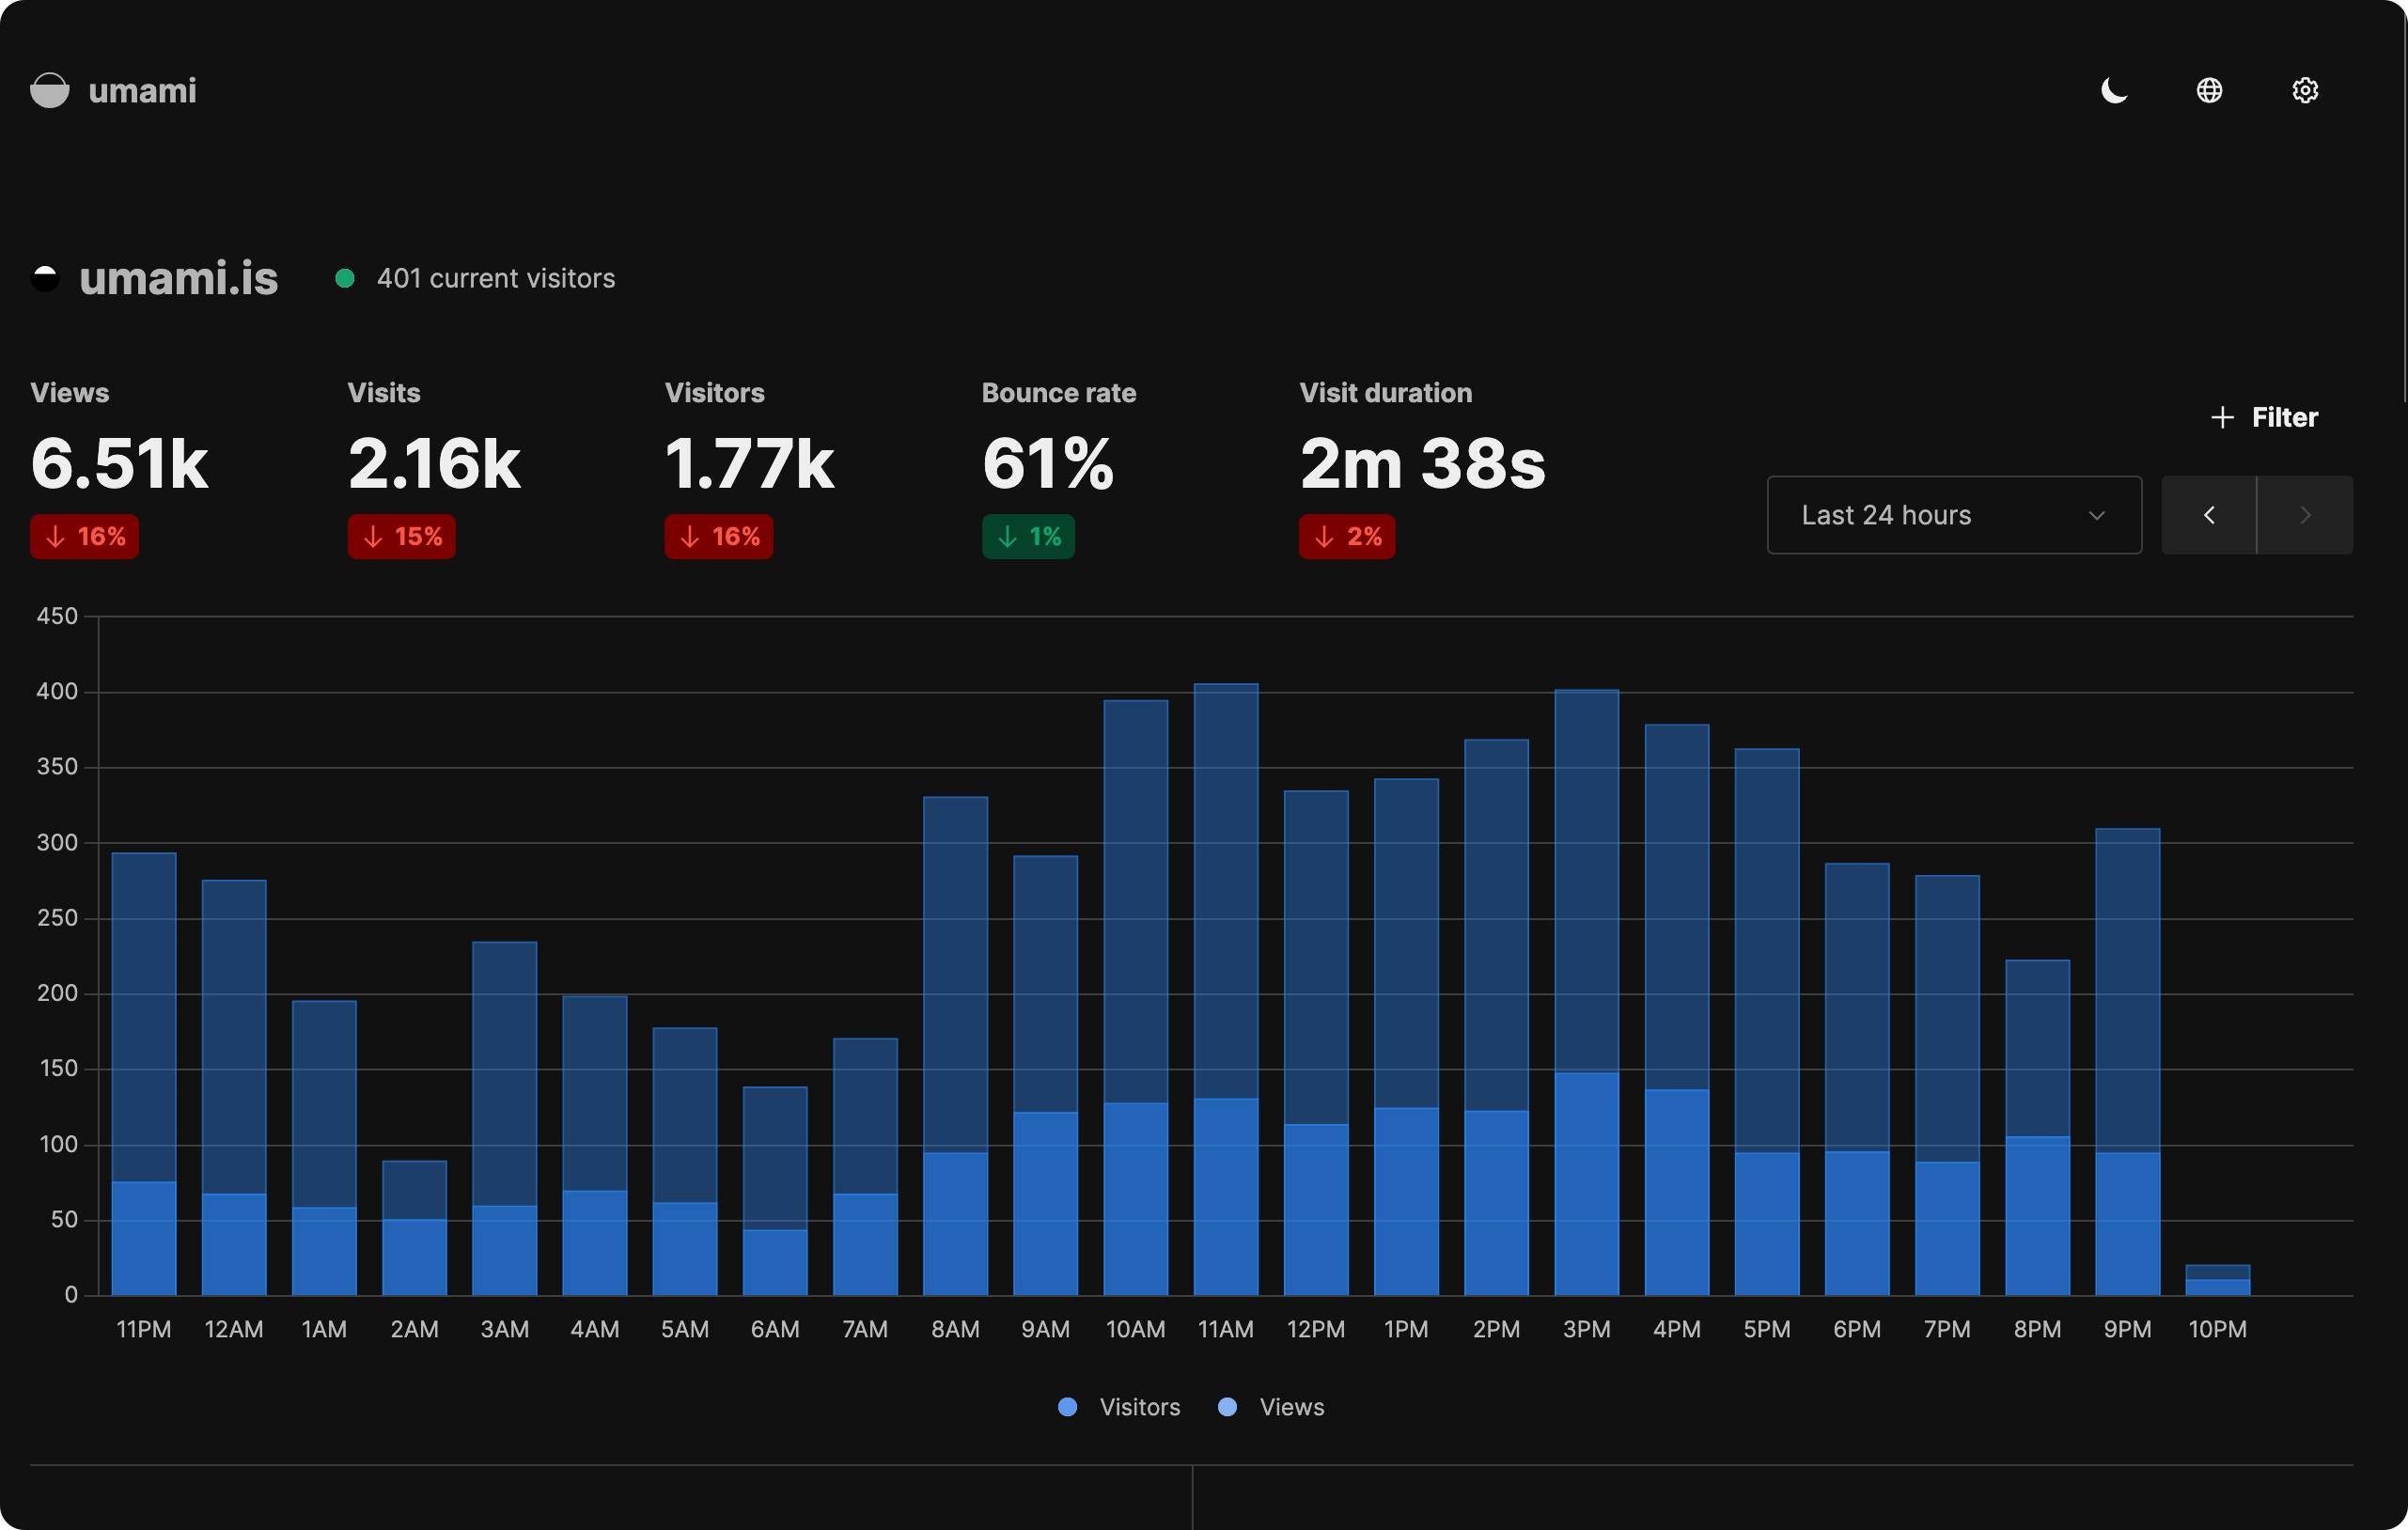 umami
umami.is
401 current visitors
Views
Visits
Visitors
Bounce rate
Visit duration
6.51k
2.16k
1.77k
61%
2m 38s
16%
15%
16%
1%
2%
Filter
Last 24 hours
450
400
350
300
250
200
150
100
50
0
11PM
12AM
1AM
2AM
3AM
4AM
5AM
6AM
7AM
8AM
9AM
10AM
11AM
12PM
1PM
2PM
3PM
4PM
5PM
6PM
7PM
8PM
9PM
10PM
Visitors
Views